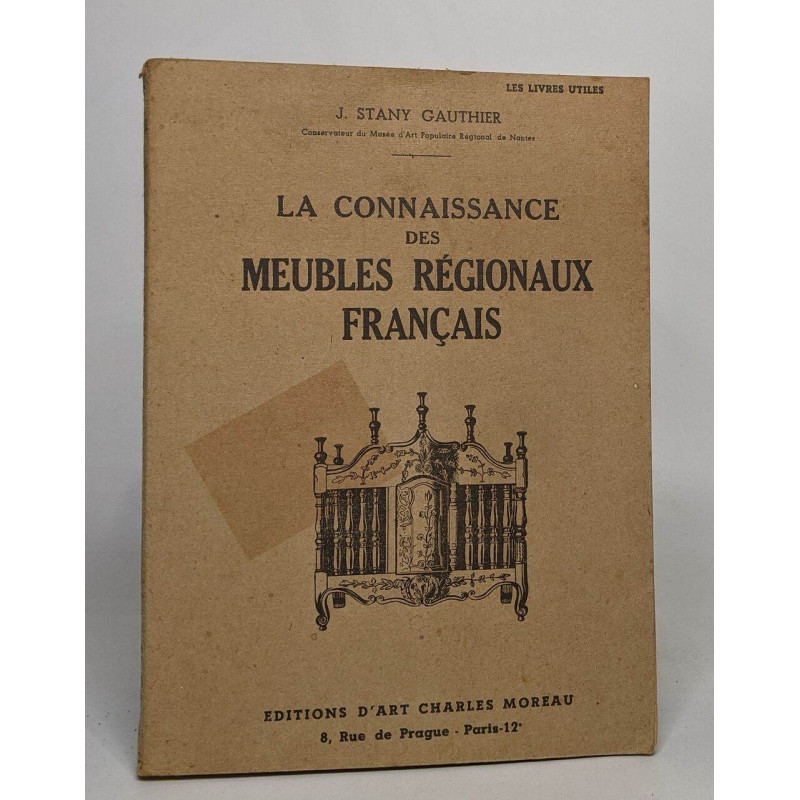 LES LIVRES UTILES
J. STANY GAUTHIER
Conservateur du Musée d'Art Populaire Régional de Nantes
LA CONNAISSANCE
DES
MEUBLES RÉGIONAUX
FRANÇAIS
EDITIONS D'ART CHARLES MOREAU
8, Rue de Prague - Paris-12e